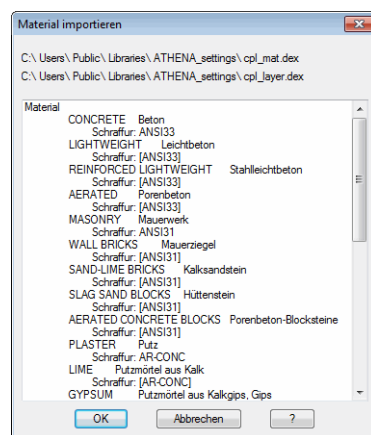 Material importieren
C:\ Users\ Public\ Libraries\ ATHENA_settings\ cpl_mat.dex
C:\ Users\ Public\ Libraries\ ATHENA_settings\ cpl_layer.dex
Material
CONCRETE Beton
Schraffur: ANSI33
LIGHTWEIGHT Leichtbeton
Schraffur: [ANSI33]
REINFORCED LIGHTWEIGHT Stahlleichtbeton
Schraffur: [ANSI33]
AERATED Porenbeton
Schraffur: [ANSI33]
MASONRY Mauerwerk
Schraffur: ANSI31
WALL BRICKS Mauerziegel
Schraffur: [ANSI31]
SAND-LIME BRICKS Kalksandstein
Schraffur: [ANSI31]
SLAG SAND BLOCKS Hüttenstein
Schraffur: [ANSI31]
AERATED CONCRETE BLOCKS Porenbeton-Blocksteine
Schraffur: [ANSI31]
PLASTER Putz
Schraffur: AR-CONC
LIME Putzmörtel aus Kalk
Schraffur: [AR-CONC]
GYPSUM Putzmörtel aus Kalkgips, Gips
OK Abbrechen ?